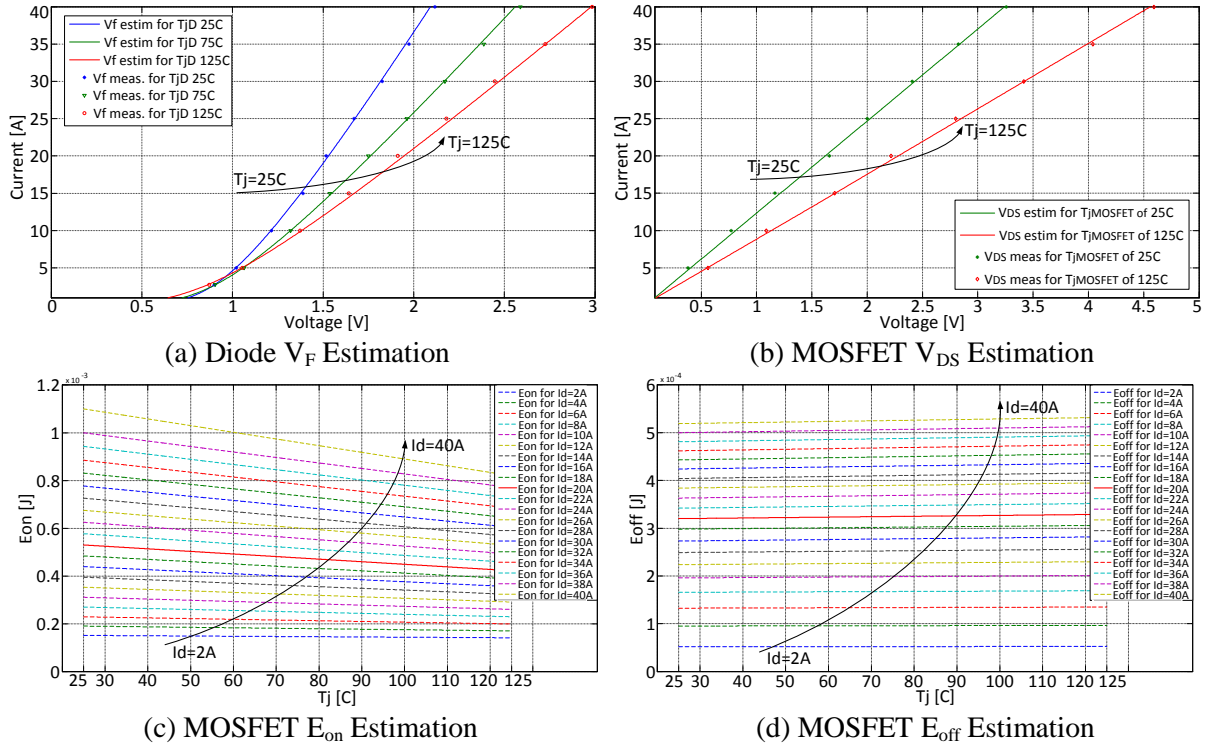 40
35
30
25
20
15
10
5
Current [A]
Vf estim for TjD 25C
Vf estim for TjD 75C
Vf estim for TjD 125C
Vf meas. for TjD 25C
Vf meas. for TjD 75C
Vf meas. for TjD 125C
Tj=125C
Tj=25C
0 0.5 1 1.5 2 2.5 3
Voltage [V]
(a) Diode VF Estimation
40
35
30
25
20
15
10
5
Current [A]
Tj=125C
Tj=25C
VDS estim for TjMOSFET of 25C
VDS estim for TjMOSFET of 125C
VDS meas for TjMOSFET of 25C
VDS meas for TjMOSFET of 125C
0.5 1 1.5 2 2.5 3 3.5 4 4.5 5
Voltage [V]
(b) MOSFET VDS Estimation
x 10-3
1.2
1
0.8
0.6
0.4
0.2
0
Eon [J]
Id=40A
Id=2A
Eon for Id=2A
Eon for Id=4A
Eon for Id=6A
Eon for Id=8A
Eon for Id=10A
Eon for Id=12A
Eon for Id=14A
Eon for Id=16A
Eon for Id=18A
Eon for Id=20A
Eon for Id=22A
Eon for Id=24A
Eon for Id=26A
Eon for Id=28A
Eon for Id=30A
Eon for Id=32A
Eon for Id=34A
Eon for Id=36A
Eon for Id=38A
Eon for Id=40A
25 30 40 50 60 70 80 90 100 110 120 125
Tj [C]
(c) MOSFET Eon Estimation
x 10-4
6
5
4
3
2
1
0
Eoff [J]
Id=40A
Id=2A
Eoff for Id=2A
Eoff for Id=4A
Eoff for Id=6A
Eoff for Id=8A
Eoff for Id=10A
Eoff for Id=12A
Eoff for Id=14A
Eoff for Id=16A
Eoff for Id=18A
Eoff for Id=20A
Eoff for Id=22A
Eoff for Id=24A
Eoff for Id=26A
Eoff for Id=28A
Eoff for Id=30A
Eoff for Id=32A
Eoff for Id=34A
Eoff for Id=36A
Eoff for Id=38A
Eoff for Id=40A
25 30 40 50 60 70 80 90 100 110 120 125
Tj [C]
(d) MOSFET Eoff Estimation